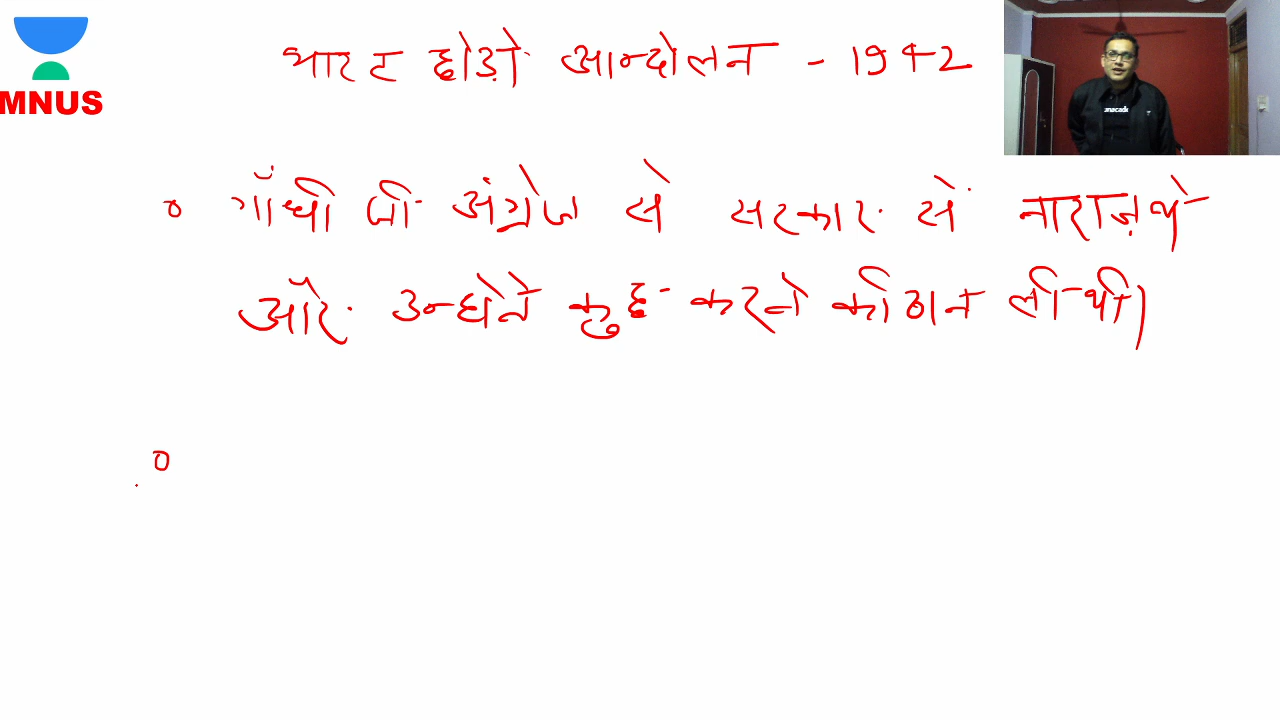 भारत छोड़ो आन्दोलन - 1942
MNUS
गाँधी जी अंग्रेज से सरकार से नाराज़ थे
और उन्होने कुछ करने की ठान ली थी।